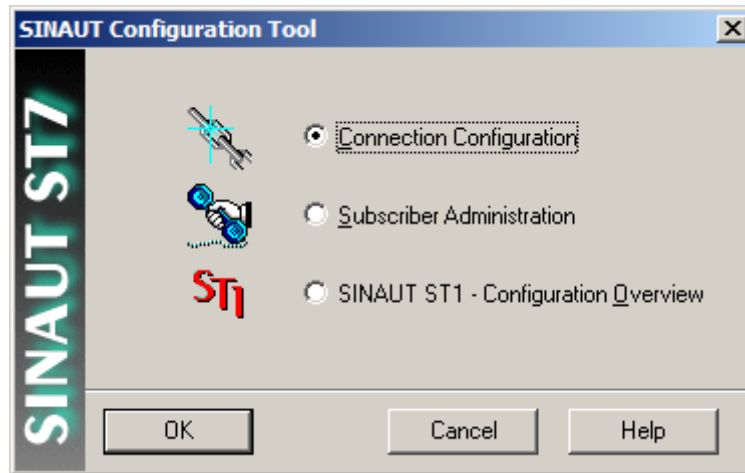 SINAUT Configuration Tool
SINAUT ST7
Connection Configuration
Subscriber Administration
ST1
SINAUT ST1 - Configuration Overview
OK
Cancel
Help